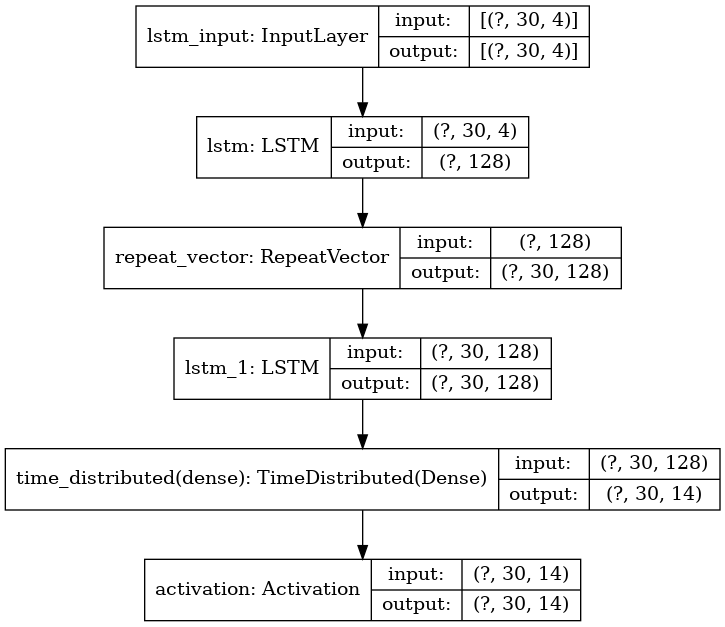 lstm_input: InputLayer
input: [(?, 30, 4)]
output: [(?, 30, 4)]
lstm: LSTM
input: (?, 30, 4)
output: (?, 128)
repeat_vector: RepeatVector
input: (?, 128)
output: (?, 30, 128)
lstm_1: LSTM
input: (?, 30, 128)
output: (?, 30, 128)
time_distributed(dense): TimeDistributed(Dense)
input: (?, 30, 128)
output: (?, 30, 14)
activation: Activation
input: (?, 30, 14)
output: (?, 30, 14)